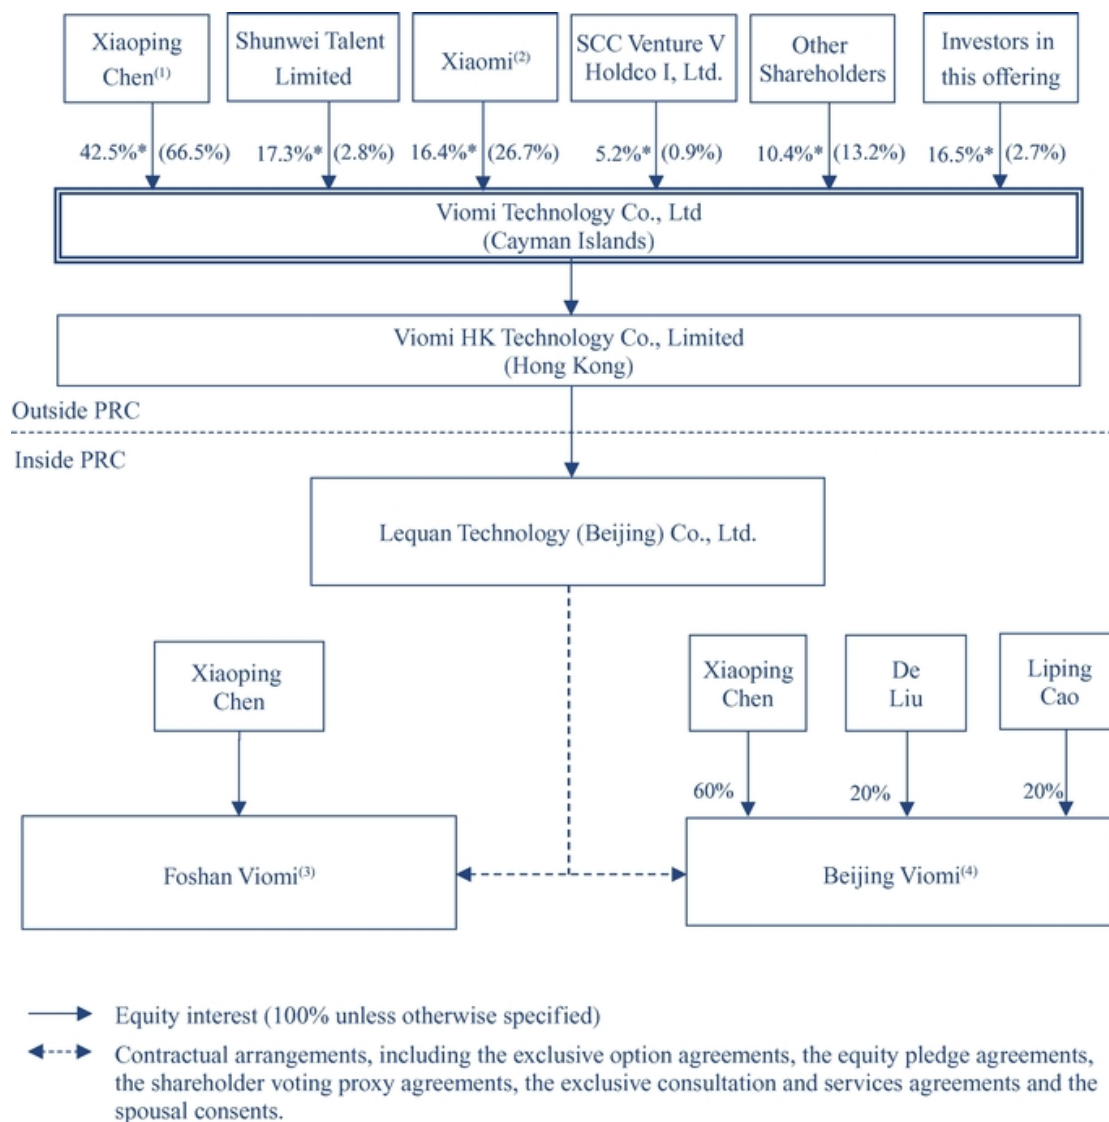 Xiaoping
Chen(1)
Shunwei Talent
Limited
Xiaomi(2)
SCC Venture V
Holdco I, Ltd.
Other
Shareholders
Investors in
this offering
42.5%* (66.5%)
17.3%* (2.8%)
16.4%* (26.7%)
5.2%* (0.9%)
10.4%* (13.2%)
16.5%* (2.7%)
Viomi Technology Co., Ltd
(Cayman Islands)
Viomi HK Technology Co., Limited
(Hong Kong)
Outside PRC
Inside PRC
Lequan Technology (Beijing) Co., Ltd.
Xiaoping
Chen
Xiaoping
Chen
De
Liu
Liping
Cao
60%
20%
20%
Foshan Viomi(3)
Beijing Viomi(4)
Equity interest (100% unless otherwise specified)
Contractual arrangements, including the exclusive option agreements, the equity pledge agreements,
the shareholder voting proxy agreements, the exclusive consultation and services agreements and the
spousal consents.